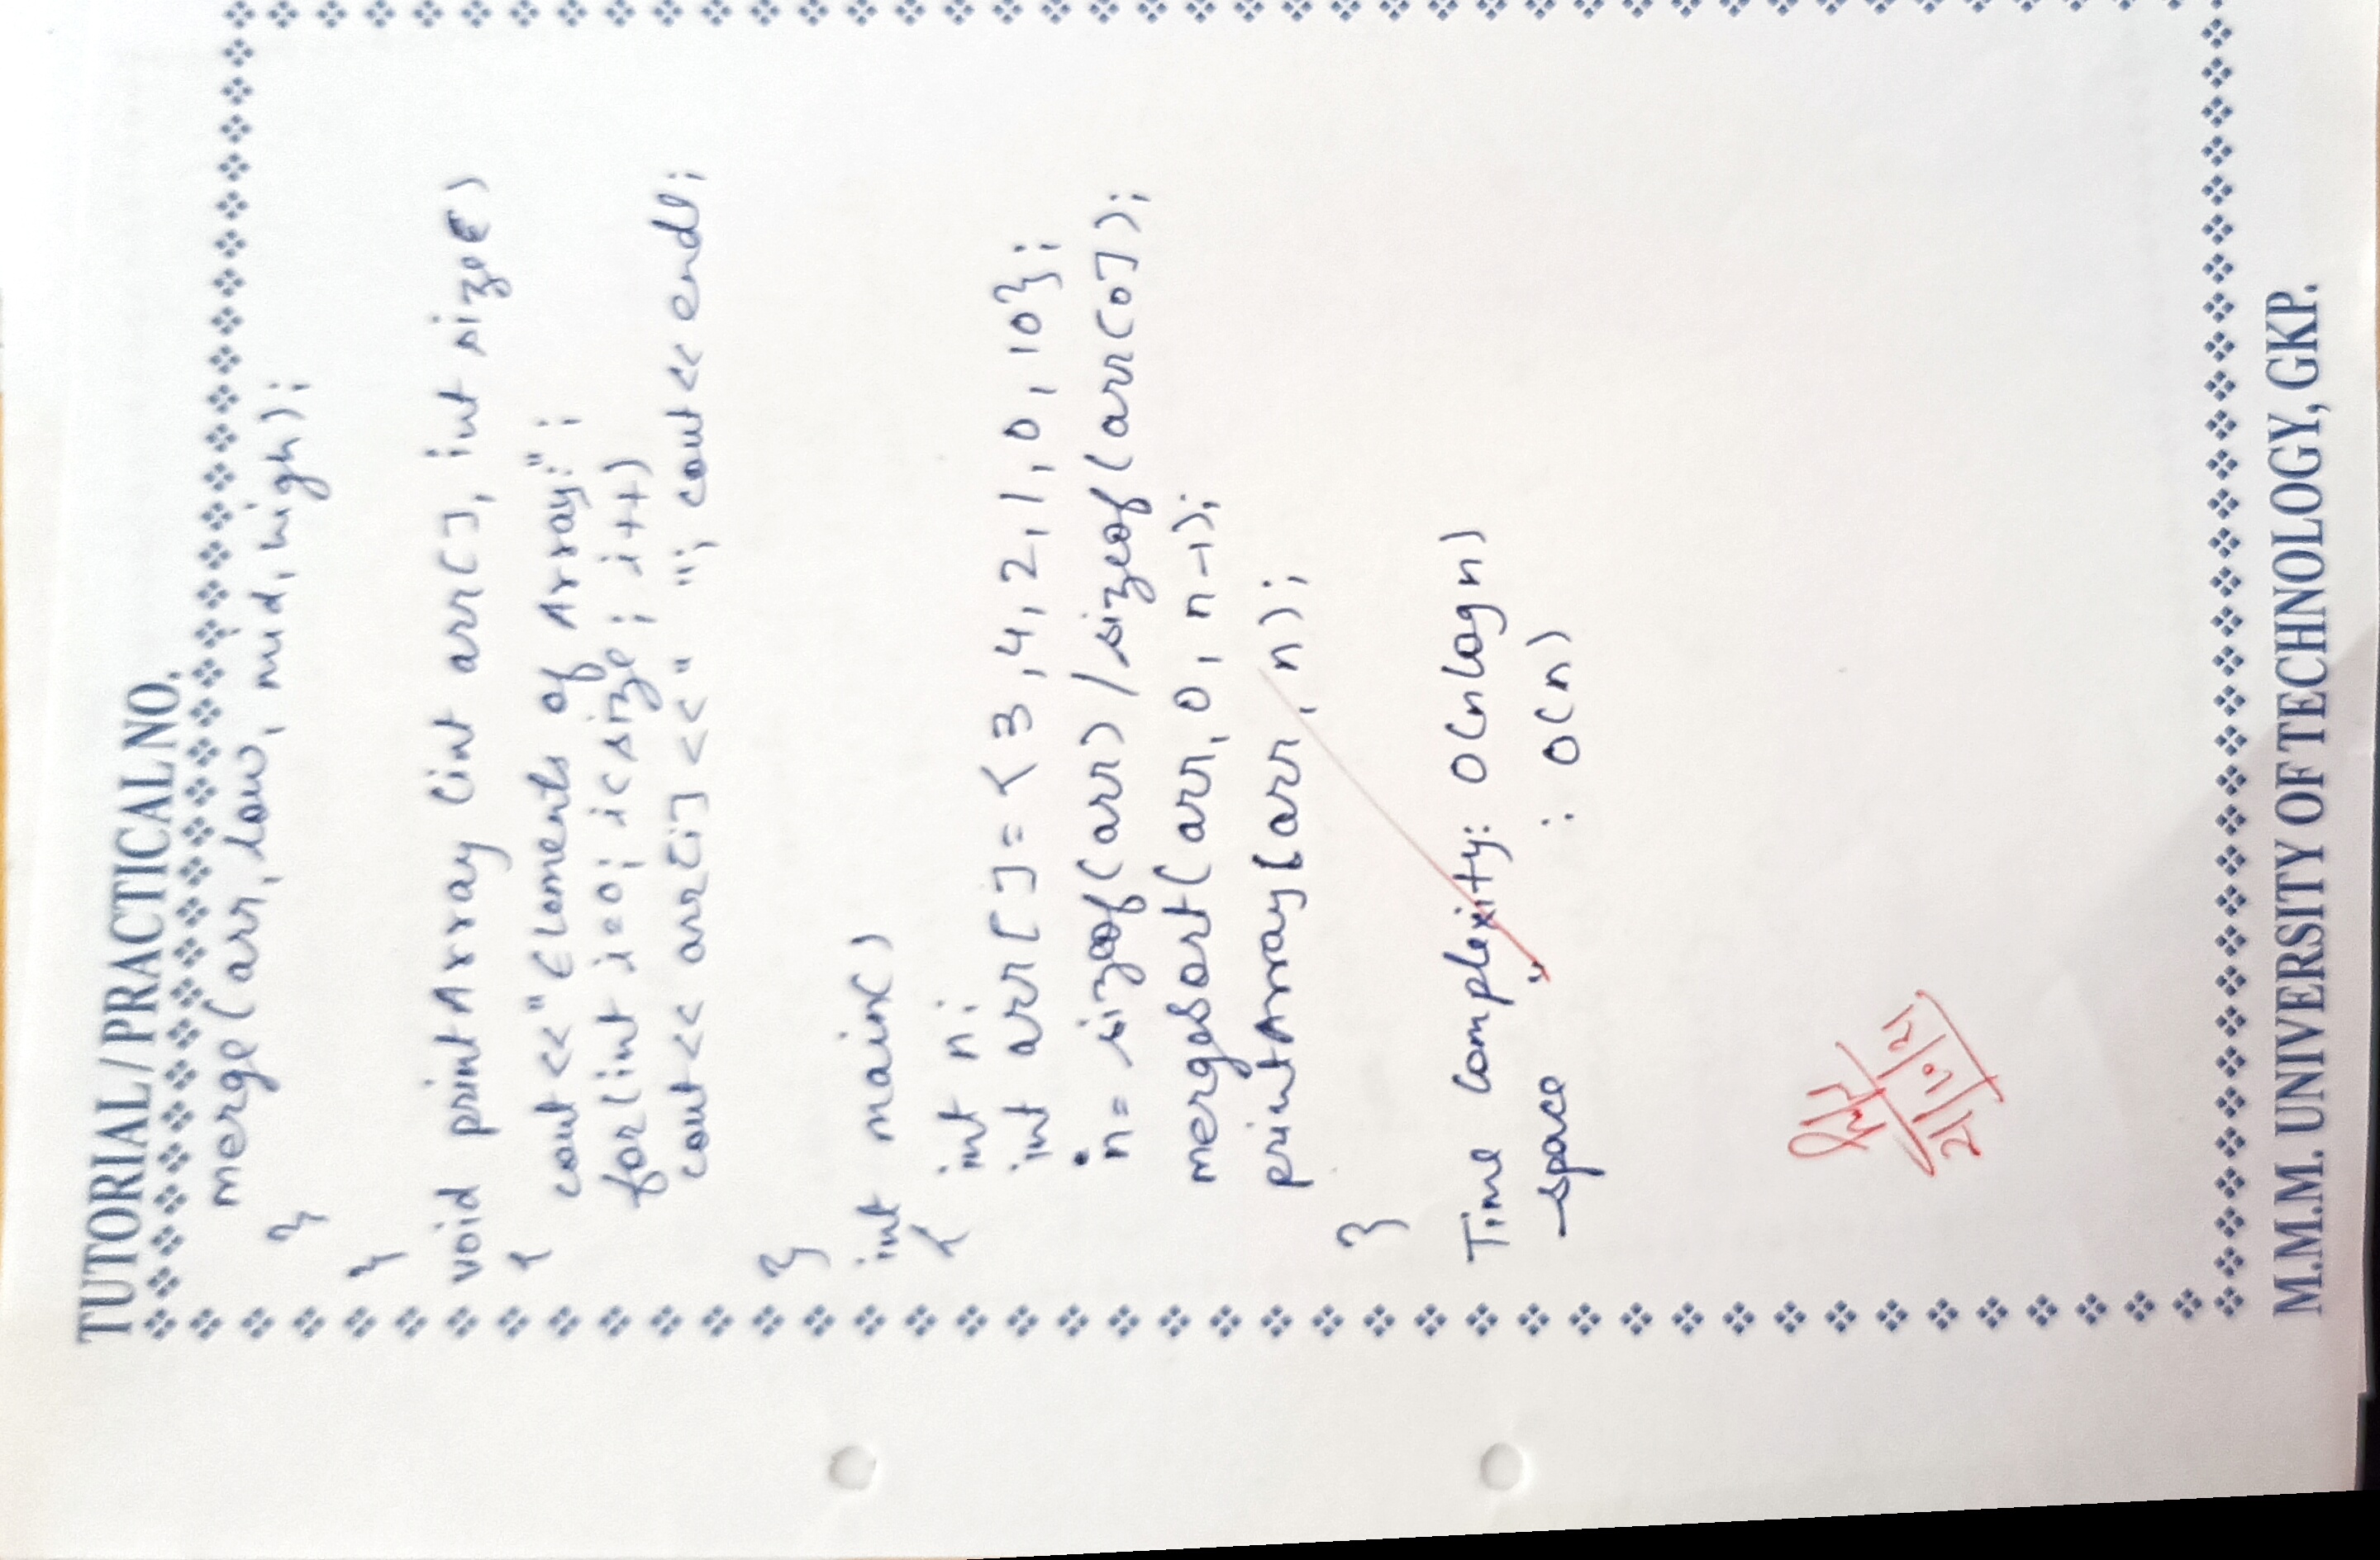 TUTORIAL / PRACTICAL NO.
merge(arr, low, mid, high);
}
}
void printArray (int arr[], int size)
{
cout<<"Elements of Array:";
for(int i=0; i<size; i++)
cout<< arr[i] <<" "; cout<< endl;
}
int main()
{
int n;
int arr[]={3,4,2,1,0,10};
n= sizeof(arr)/sizeof(arr[0]);
mergeSort(arr,0,n-1);
printArray(arr,n);
}
Time Complexity: O(nlogn)
space " : O(n)
21/10/21
M.M.M. UNIVERSITY OF TECHNOLOGY, GKP.